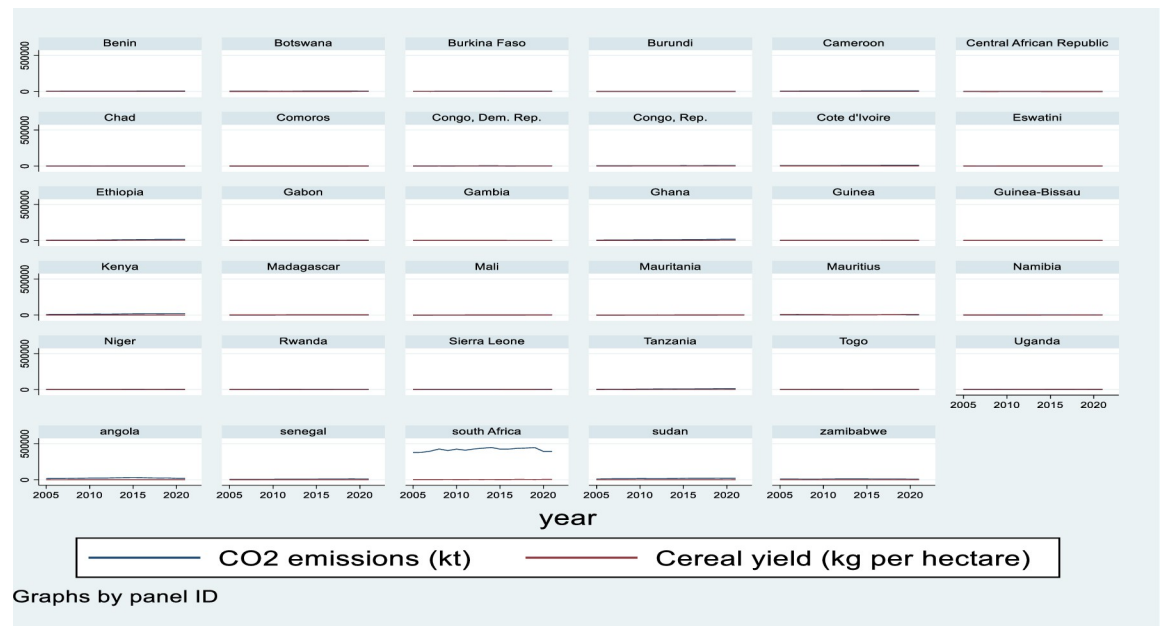 Benin Botswana Burkina Faso Burundi Cameroon Central African Republic
500000
0
Chad Comoros Congo, Dem. Rep. Congo, Rep. Cote d'Ivoire Eswatini
500000
0
Ethiopia Gabon Gambia Ghana Guinea Guinea-Bissau
500000
0
Kenya Madagascar Mali Mauritania Mauritius Namibia
500000
0
Niger Rwanda Sierra Leone Tanzania Togo Uganda
500000
0
2005 2010 2015 2020
angola senegal south Africa sudan zamibabwe
500000
0
2005 2010 2015 2020 2005 2010 2015 2020 2005 2010 2015 2020 2005 2010 2015 2020 2005 2010 2015 2020
year
CO2 emissions (kt) Cereal yield (kg per hectare)
Graphs by panel ID